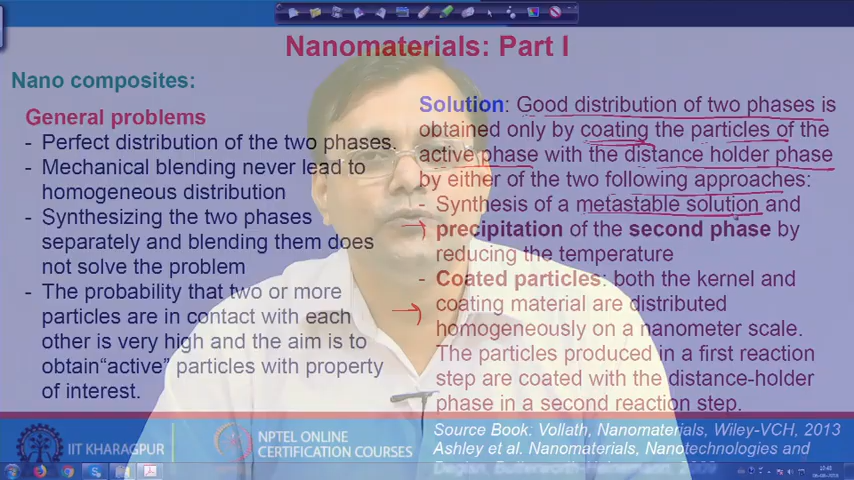 Nanomaterials: Part I
Nano composites:
General problems
- Perfect distribution of the two phases.
- Mechanical blending never lead to
homogeneous distribution
- Synthesizing the two phases
separately and blending them does
not solve the problem
- The probability that two or more
particles are in contact with each
other is very high and the aim is to
obtain“active” particles with property
of interest.
Solution: Good distribution of two phases is
obtained only by coating the particles of the
active phase with the distance holder phase
by either of the two following approaches:
- Synthesis of a metastable solution and
precipitation of the second phase by
reducing the temperature
- Coated particles: both the kernel and
coating material are distributed
homogeneously on a nanometer scale.
The particles produced in a first reaction
step are coated with the distance-holder
phase in a second reaction step.
IIT KHARAGPUR
NPTEL ONLINE
CERTIFICATION COURSES
Source Book: Vollath, Nanomaterials, Wiley-VCH, 2013
Ashley et al. Nanomaterials, Nanotechnologies and